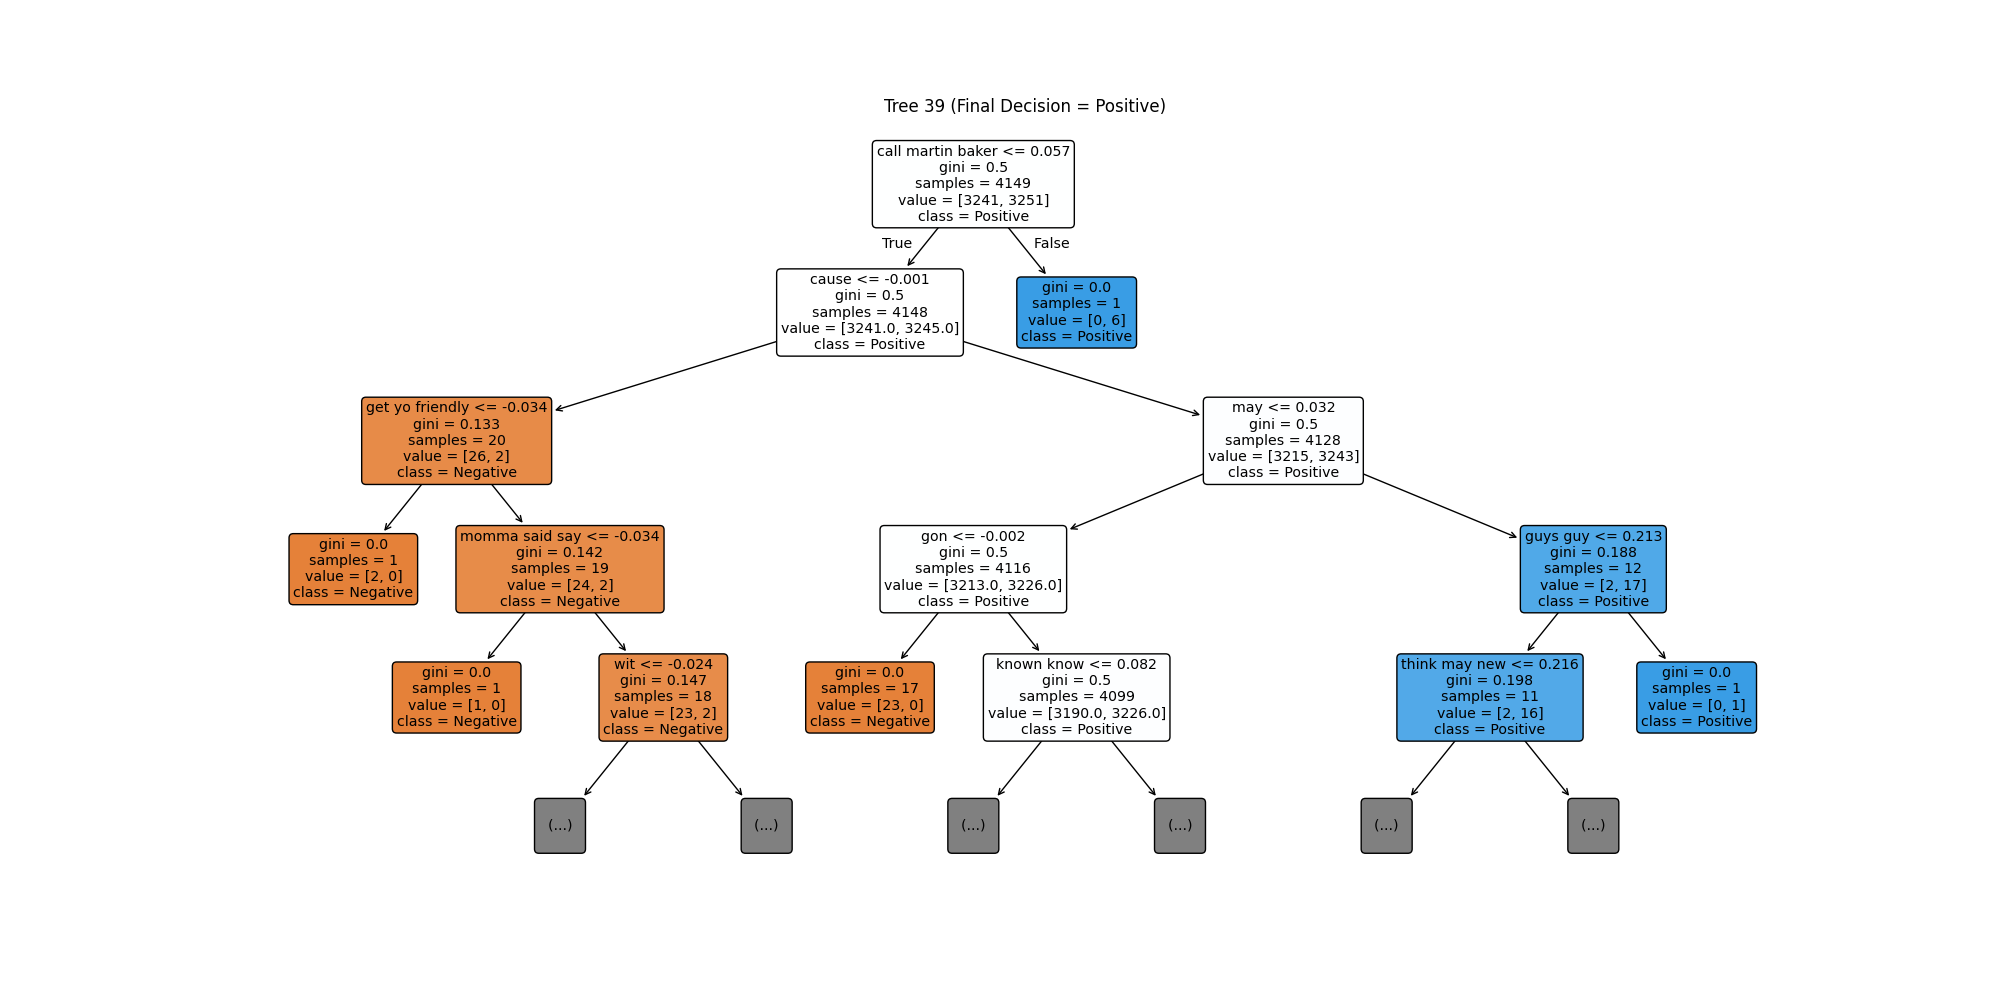 Tree 39 (Final Decision = Positive)
call martin baker <= 0.057
gini = 0.5
samples = 4149
value = [3241, 3251]
class = Positive
True
False
cause <= -0.001
gini = 0.5
samples = 4148
value = [3241.0, 3245.0]
class = Positive
gini = 0.0
samples = 1
value = [0, 6]
class = Positive
get yo friendly <= -0.034
gini = 0.133
samples = 20
value = [26, 2]
class = Negative
may <= 0.032
gini = 0.5
samples = 4128
value = [3215, 3243]
class = Positive
gini = 0.0
samples = 1
value = [2, 0]
class = Negative
momma said say <= -0.034
gini = 0.142
samples = 19
value = [24, 2]
class = Negative
gon <= -0.002
gini = 0.5
samples = 4116
value = [3213.0, 3226.0]
class = Positive
guys guy <= 0.213
gini = 0.188
samples = 12
value = [2, 17]
class = Positive
gini = 0.0
samples = 1
value = [1, 0]
class = Negative
wit <= -0.024
gini = 0.147
samples = 18
value = [23, 2]
class = Negative
gini = 0.0
samples = 17
value = [23, 0]
class = Negative
known know <= 0.082
gini = 0.5
samples = 4099
value = [3190.0, 3226.0]
class = Positive
think may new <= 0.216
gini = 0.198
samples = 11
value = [2, 16]
class = Positive
gini = 0.0
samples = 1
value = [0, 1]
class = Positive
(...)
(...)
(...)
(...)
(...)
(...)